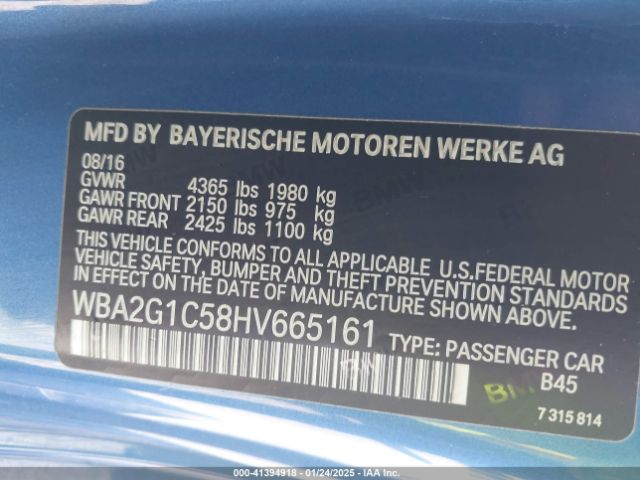 MFD BY BAYERISCHE MOTOREN WERKE AG
08/16
GVWR 4365 lbs 1980 kg
GAWR FRONT 2150 lbs 975 kg
GAWR REAR 2425 lbs 1100 kg
THIS VEHICLE CONFORMS TO ALL APPLICABLE U.S.FEDERAL MOTOR
VEHICLE SAFETY, BUMPER AND THEFT PREVENTION STANDARDS
IN EFFECT ON THE DATE OF MANUFACTURE SHOWN ABOVE.
WBA2G1C58HV665161 TYPE: PASSENGER CAR
B45
BMW
7 315 814
000-41394918 - 01/24/2025 - IAAI.com